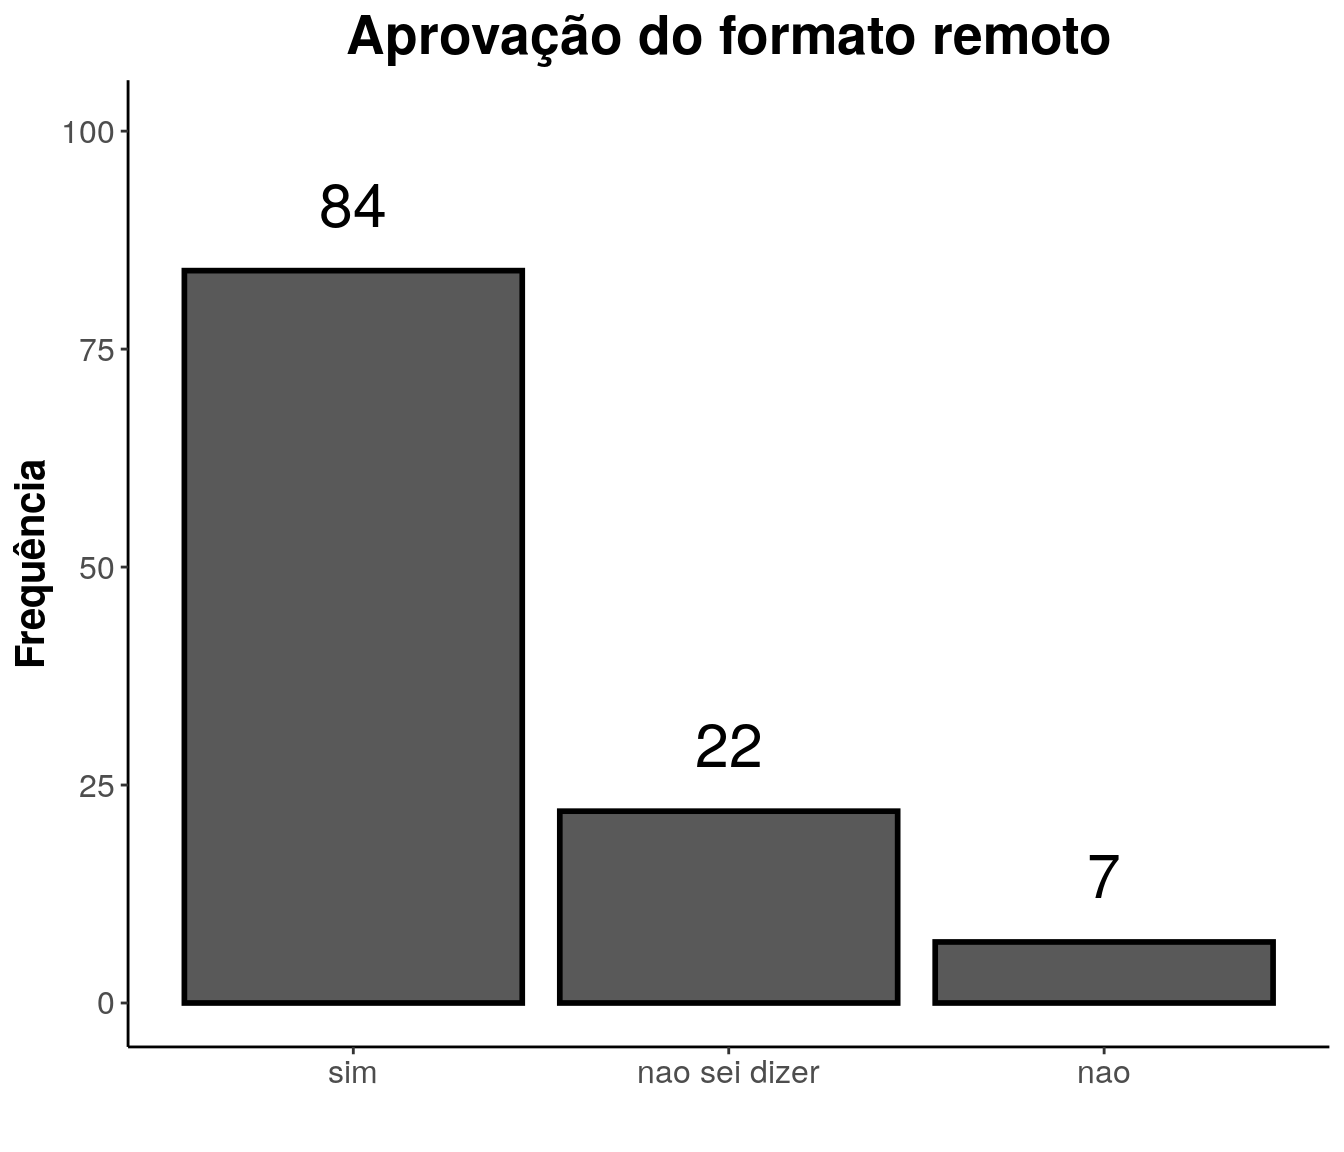 Aprovação do formato remoto
Frequência
100
75
50
25
0
84
22
7
sim
nao sei dizer
nao